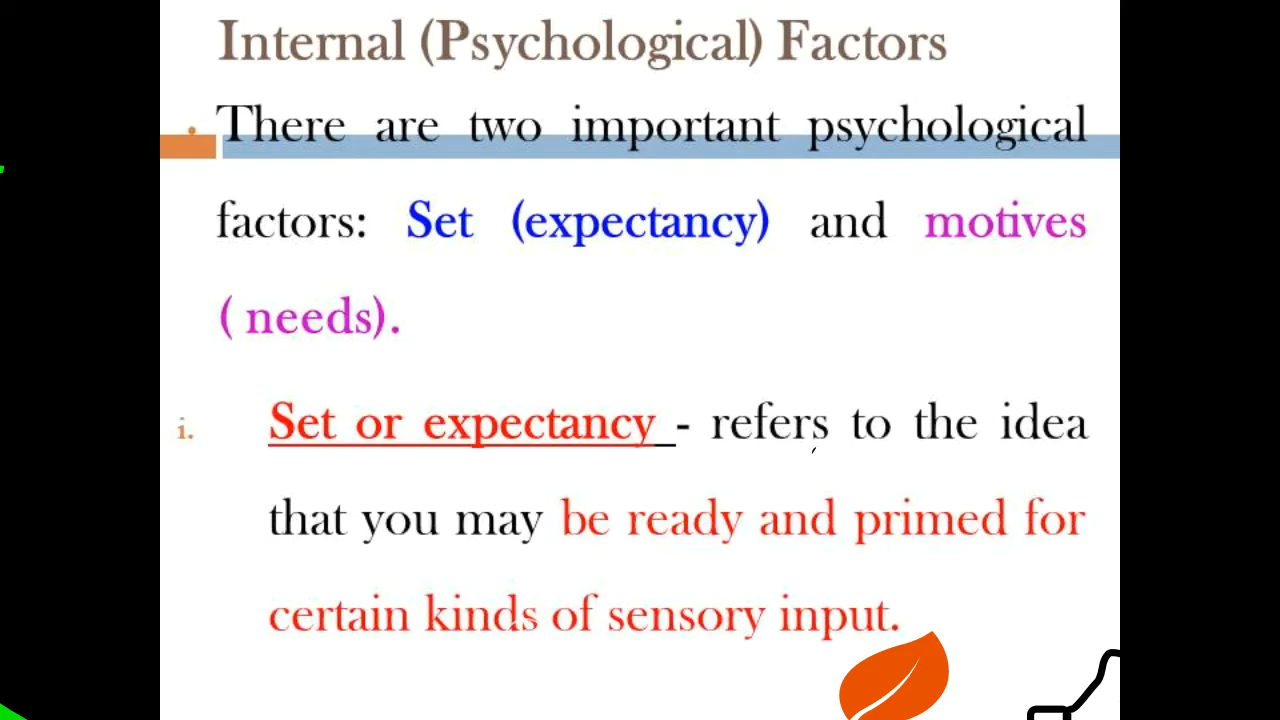 Internal (Psychological) Factors
• There are two important psychological
factors: Set (expectancy) and motives
( needs).
i. Set or expectancy - refers to the idea
that you may be ready and primed for
certain kinds of sensory input.